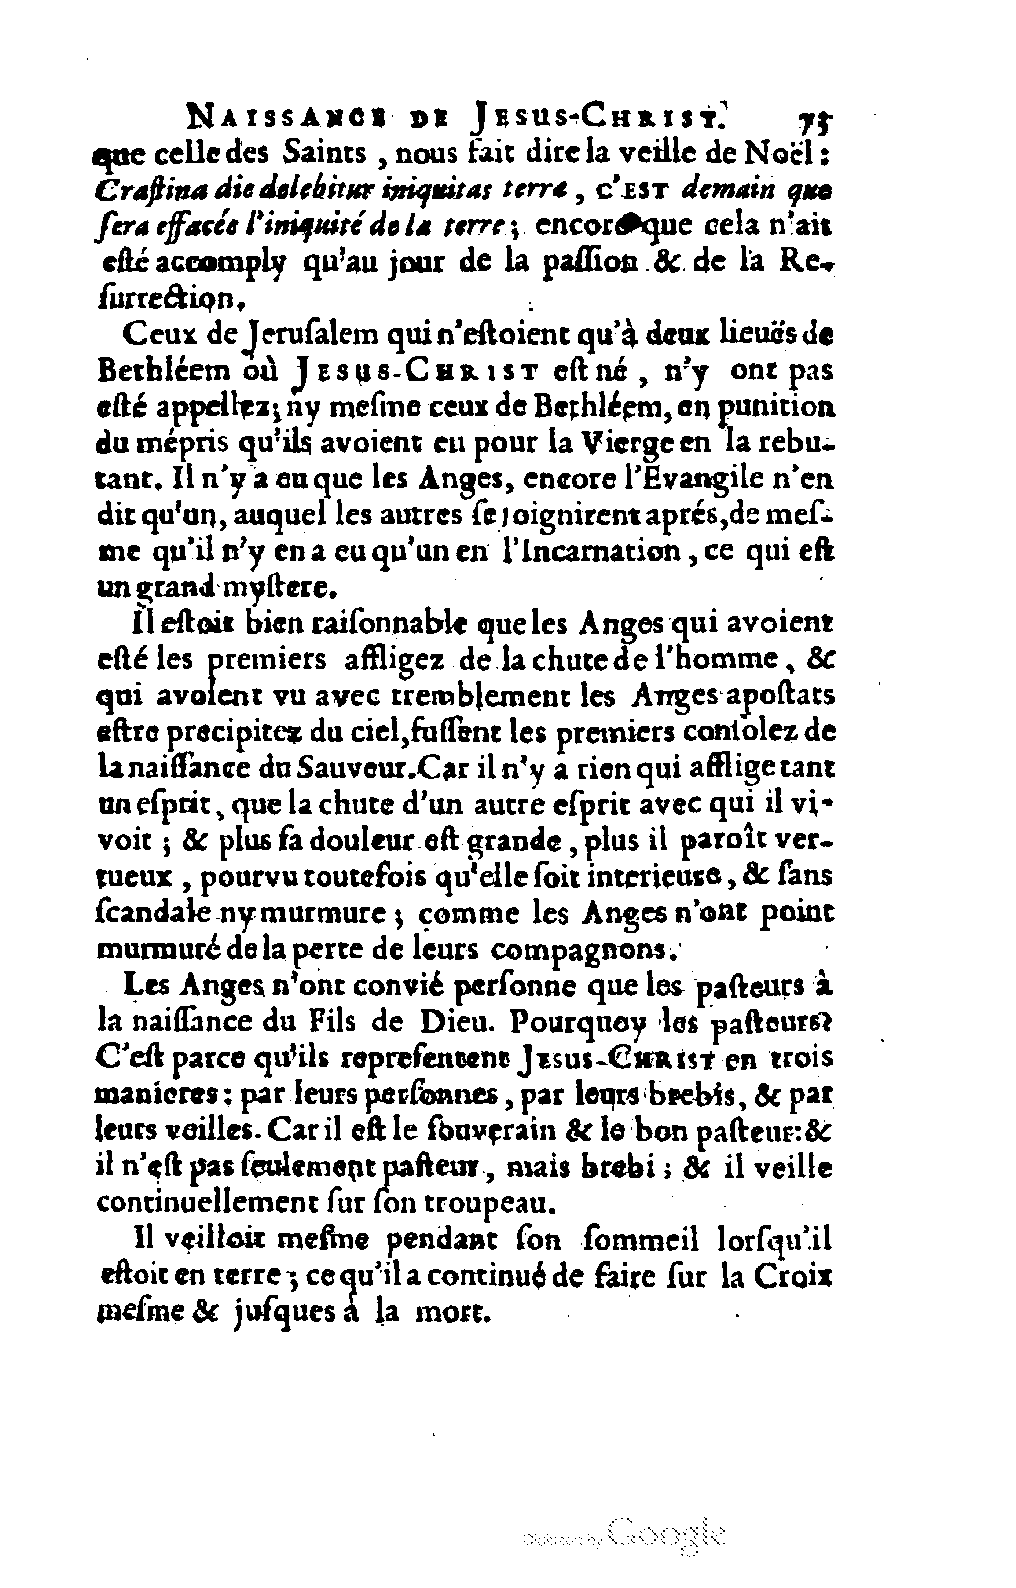 NAISSANCE DE JESUS-CHRIST. 75
que celle des Saints, nous fait dire la veille de Noël:
Craſtina die delebitur iniquitas terræ, C'EST demain que
ſera effacée l'iniquité de la terre; encore que cela n'ait
eſté accomply qu'au jour de la paſſion & de la Re-
ſurrection.
Ceux de Jeruſalem qui n'eſtoient qu'à deux lieuës de
Bethléem où JESUS-CHRIST eſt né, n'y ont pas
eſté appellez; ny meſme ceux de Bethléem, en punition
du mépris qu'ils avoient eu pour la Vierge en la rebu-
tant. Il n'y a eu que les Anges, encore l'Evangile n'en
dit qu'un, auquel les autres ſe joignirent aprés, de meſ-
me qu'il n'y en a eu qu'un en l'Incarnation, ce qui eſt
un grand myſtere.
Il eſtoit bien raiſonnable que les Anges qui avoient
eſté les premiers affligez de la chute de l'homme, &
qui avoient vu avec tremblement les Anges apoſtats
eſtre precipitez du ciel, fuſſent les premiers conſolez de
la naiſſance du Sauveur. Car il n'y a rien qui afflige tant
un eſprit, que la chute d'un autre eſprit avec qui il vi-
voit; & plus ſa douleur eſt grande, plus il paroît ver-
tueux, pourvu toutefois qu'elle ſoit interieure, & ſans
ſcandale ny murmure; comme les Anges n'ont point
murmuré de la perte de leurs compagnons.
Les Anges n'ont convié perſonne que les paſteurs à
la naiſſance du Fils de Dieu. Pourquoy les paſteurs?
C'eſt parce qu'ils repreſentent JESUS-CHRIST en trois
manieres: par leurs perſonnes, par leurs brebis, & par
leurs veilles. Car il eſt le ſouverain & le bon paſteur: &
il n'eſt pas ſeulement paſteur, mais brebi; & il veille
continuellement ſur ſon troupeau.
Il veilloit meſme pendant ſon ſommeil lorſqu'il
eſtoit en terre; ce qu'il a continué de faire ſur la Croix
meſme & juſques à la mort.
Digitized by Google